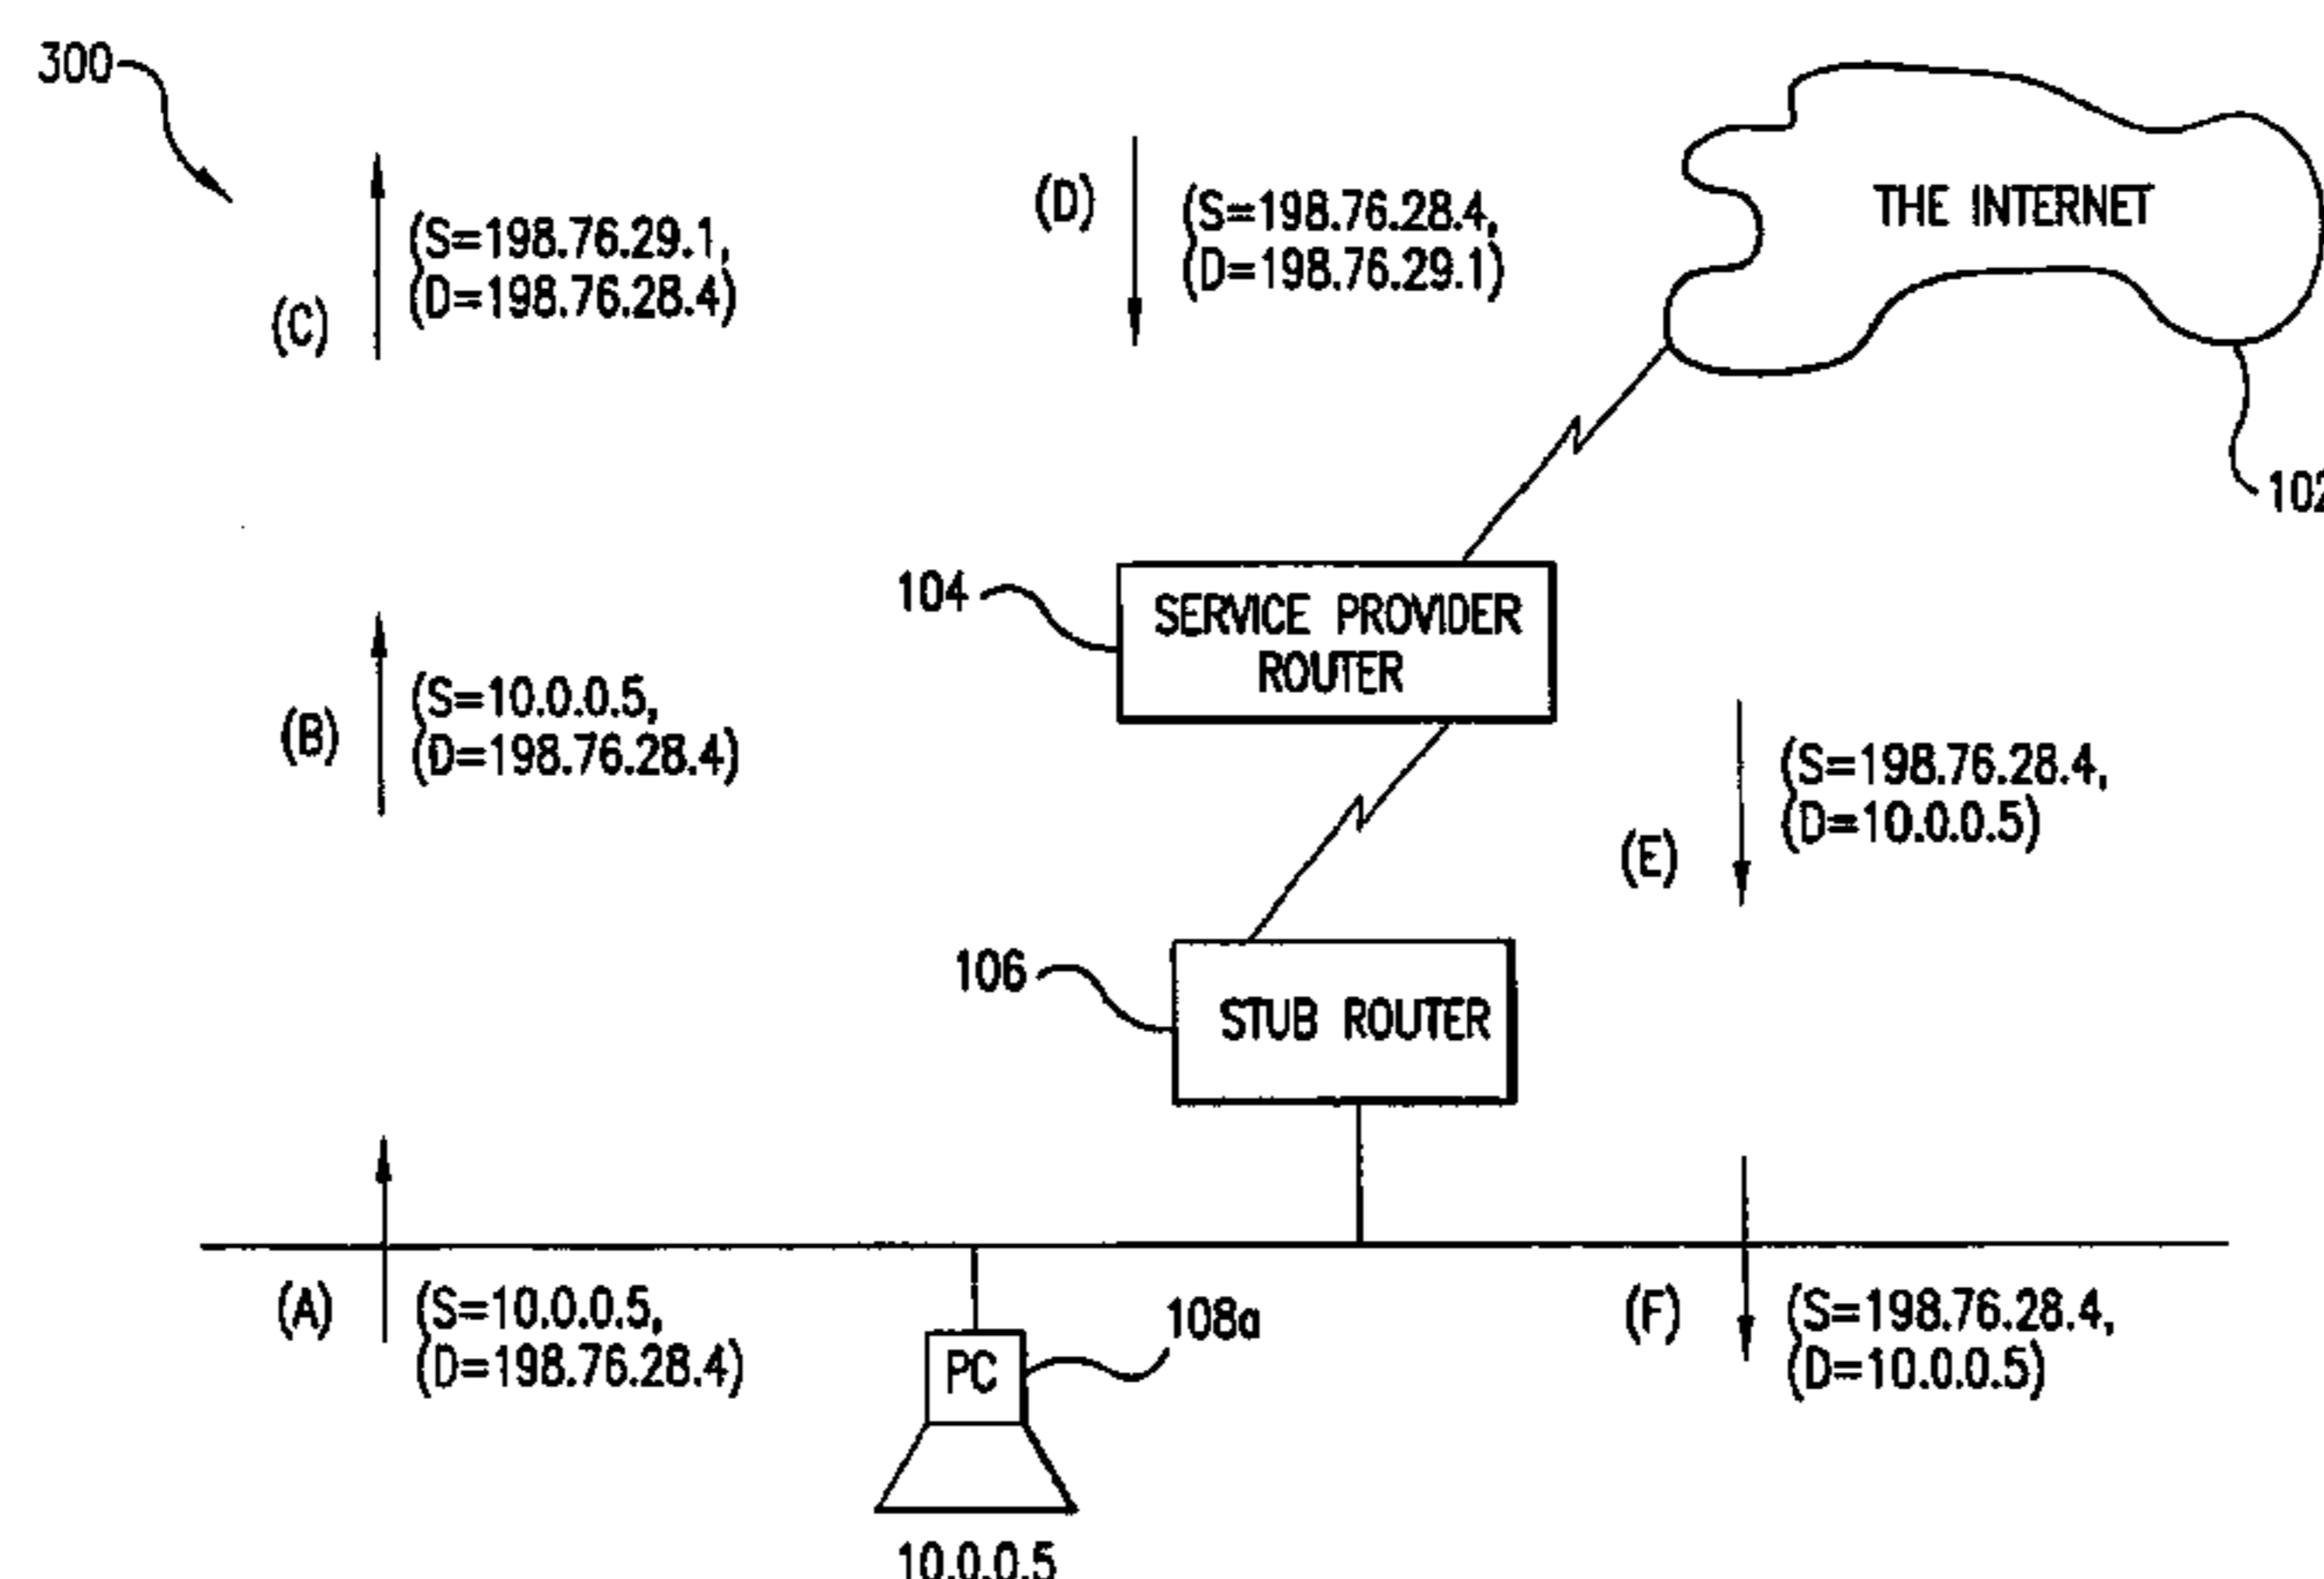 300
(C)
(S=198.76.29.1,
(D=198.76.28.4)
(D)
(S=198.76.28.4,
(D=198.76.29.1)
THE INTERNET
102
104
SERVICE PROVIDER
ROUTER
(B)
(S=10.0.0.5,
(D=198.76.28.4)
(E)
(S=198.76.28.4,
(D=10.0.0.5)
106
STUB ROUTER
(A)
(S=10.0.0.5,
(D=198.76.28.4)
PC
108a
10.0.0.5
(F)
(S=198.76.28.4,
(D=10.0.0.5)